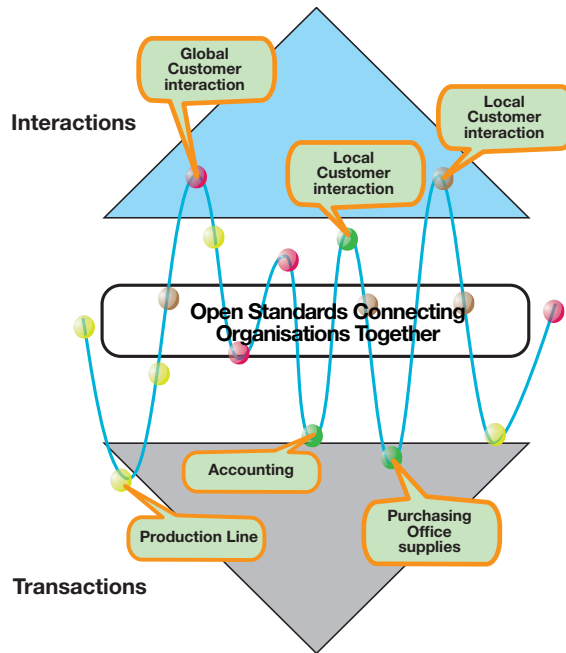 Global
Customer
interaction
Interactions
Local
Customer
interaction
Local
Customer
interaction
Open Standards Connecting
Organisations Together
Accounting
Production Line
Purchasing
Office
supplies
Transactions